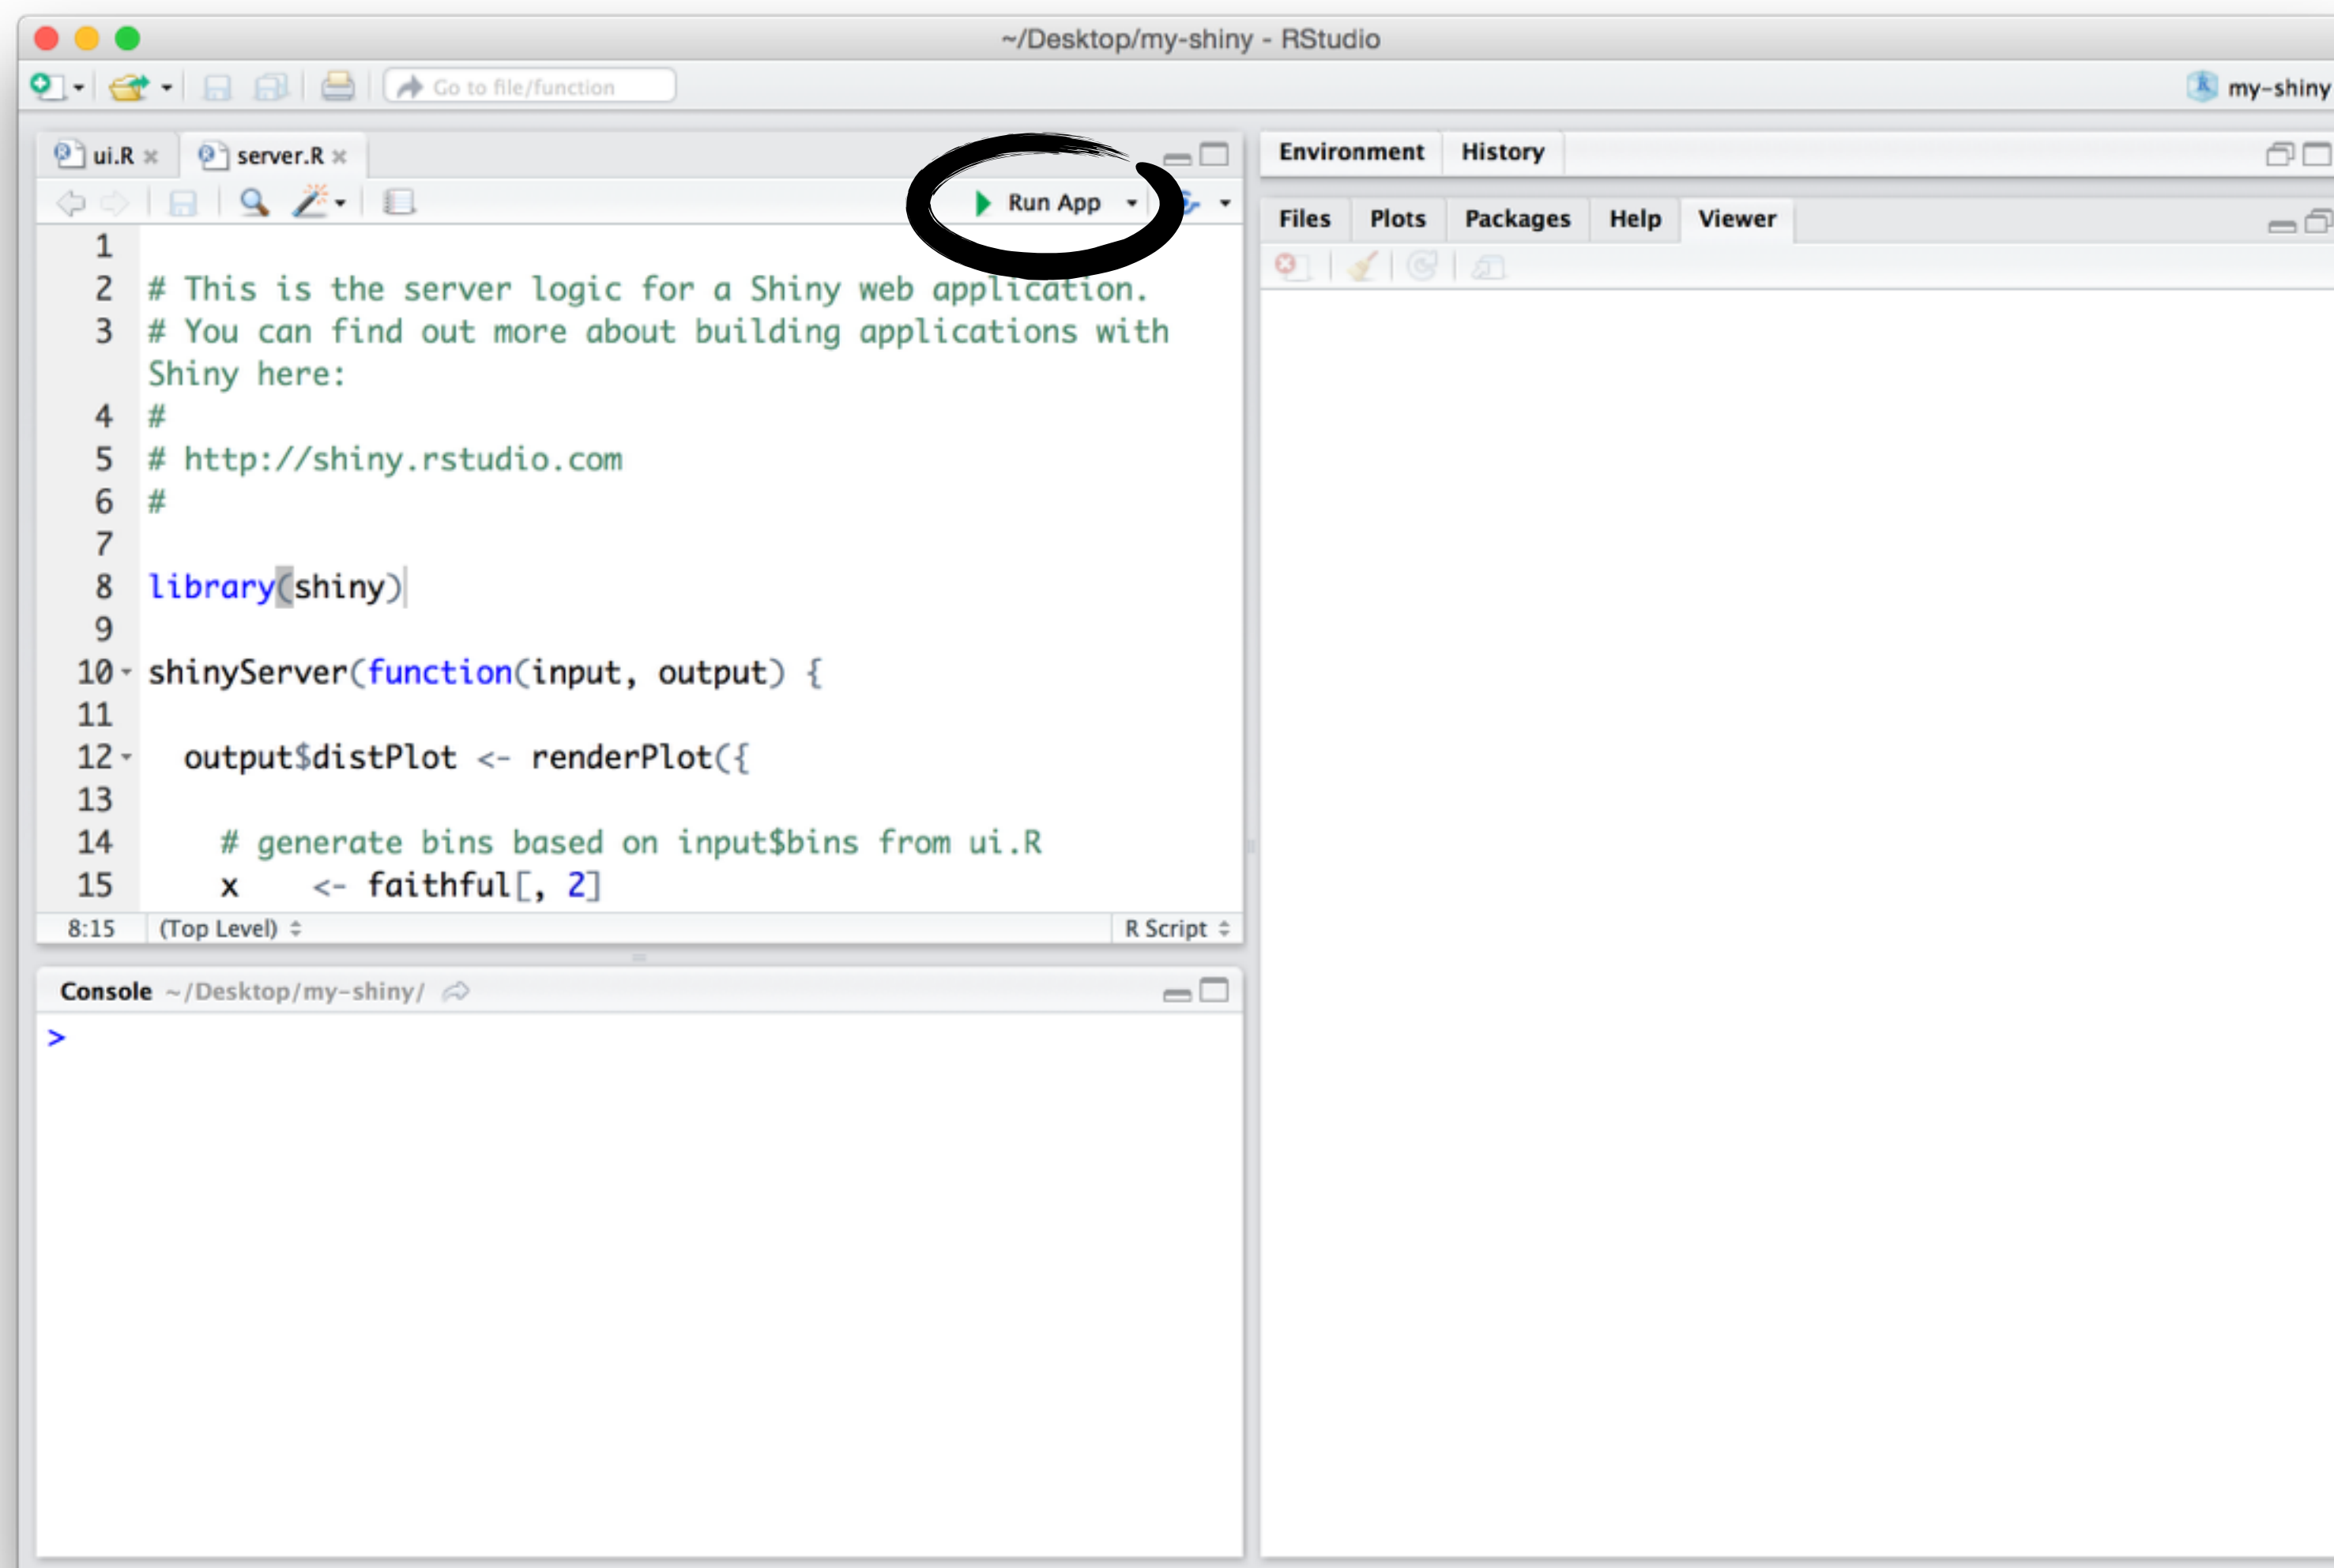 ~/Desktop/my-shiny - RStudio
Go to file/function
my-shiny
ui.R
server.R
Run App
1
2 # This is the server logic for a Shiny web application.
3 # You can find out more about building applications with
Shiny here:
4 #
5 # http://shiny.rstudio.com
6 #
7
8 library(shiny)
9
10 shinyServer(function(input, output) {
11
12 output$distPlot <- renderPlot({
13
14 # generate bins based on input$bins from ui.R
15 x    <- faithful[, 2]
8:15 (Top Level) R Script
Console ~/Desktop/my-shiny/
>
Environment History
Files Plots Packages Help Viewer